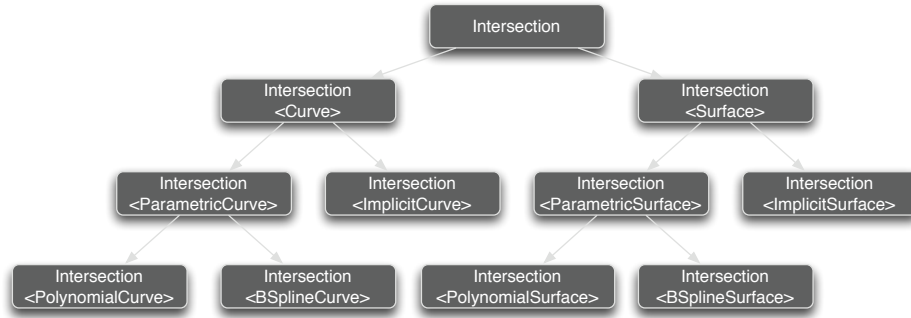 Intersection
Intersection
<Curve>
Intersection
<Surface>
Intersection
<ParametricCurve>
Intersection
<ImplicitCurve>
Intersection
<ParametricSurface>
Intersection
<ImplicitSurface>
Intersection
<PolynomialCurve>
Intersection
<BSplineCurve>
Intersection
<PolynomialSurface>
Intersection
<BSplineSurface>